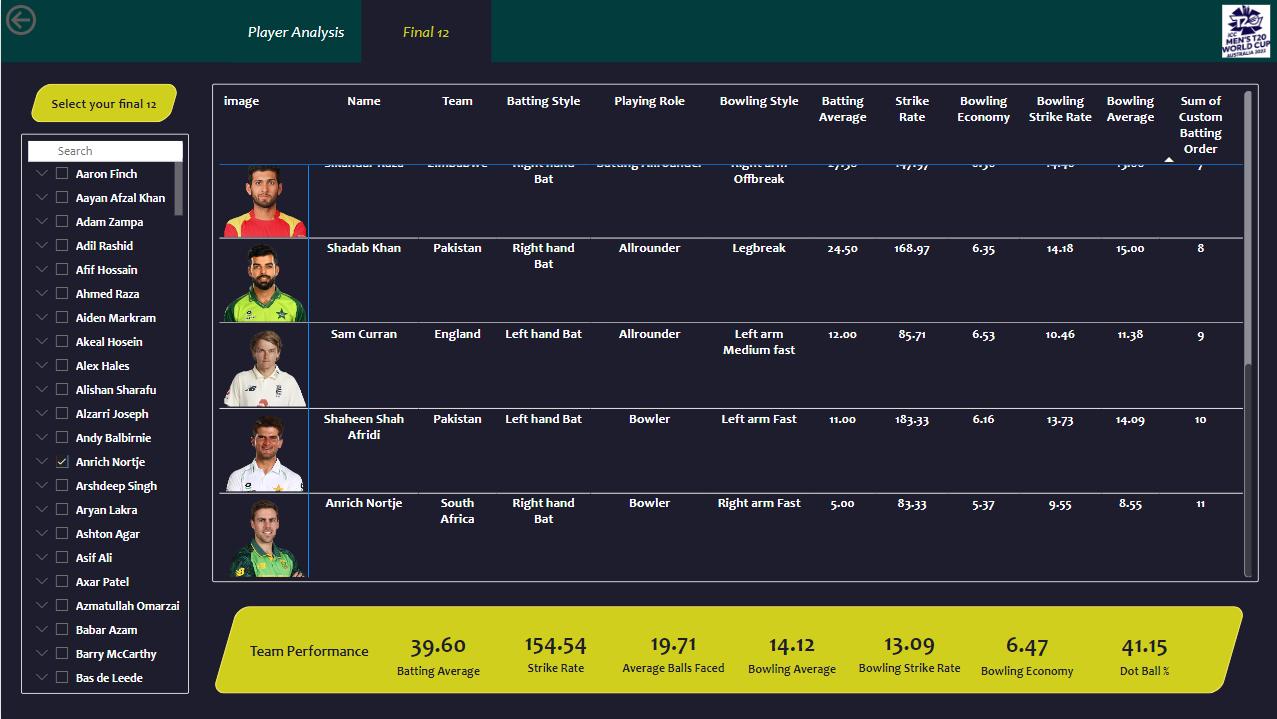 Player Analysis
Final 12
ICC
MEN'S T20
WORLD CUP
AUSTRALIA 2022
Select your final 12
Search
Aaron Finch
Aayan Afzal Khan
Adam Zampa
Adil Rashid
Afif Hossain
Ahmed Raza
Aiden Markram
Akeal Hosein
Alex Hales
Alishan Sharafu
Alzarri Joseph
Andy Balbirnie
Anrich Nortje
Arshdeep Singh
Aryan Lakra
Ashton Agar
Asif Ali
Axar Patel
Azmatullah Omarzai
Babar Azam
Barry McCarthy
Bas de Leede
image Name Team Batting Style Playing Role Bowling Style Batting Strike Bowling Bowling Bowling Sum of
Average Rate Economy Strike Rate Average Custom
Batting
Order
Sikandar Raza Zimbabwe Right hand Batting Allrounder Right arm 7
Bat Offbreak
Shadab Khan Pakistan Right hand Allrounder Legbreak 24.50 168.97 6.35 14.18 15.00 8
Bat
Sam Curran England Left hand Bat Allrounder Left arm 12.00 85.71 6.53 10.46 11.38 9
Medium fast
Shaheen Shah Pakistan Left hand Bat Bowler Left arm Fast 11.00 183.33 6.16 13.73 14.09 10
Afridi
Anrich Nortje South Right hand Bowler Right arm Fast 5.00 83.33 5.37 9.55 8.55 11
Africa Bat
Team Performance
39.60 154.54 19.71 14.12 13.09 6.47 41.15
Batting Average Strike Rate Average Balls Faced Bowling Average Bowling Strike Rate Bowling Economy Dot Ball %